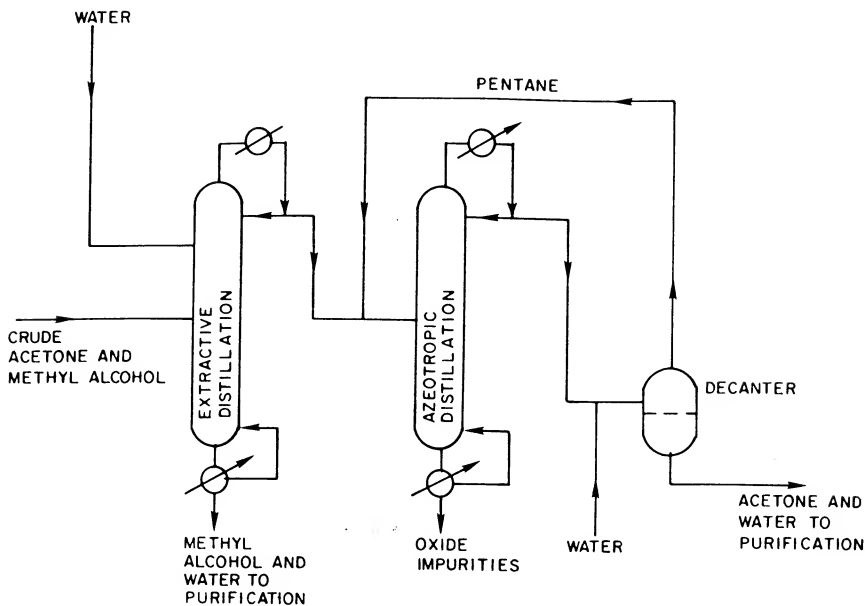 WATER
PENTANE
EXTRACTIVE
DISTILLATION
AZEOTROPIC
DISTILLATION
CRUDE
ACETONE AND
METHYL ALCOHOL
DECANTER
METHYL
ALCOHOL AND
WATER TO
PURIFICATION
OXIDE
IMPURITIES
WATER
ACETONE AND
WATER TO
PURIFICATION